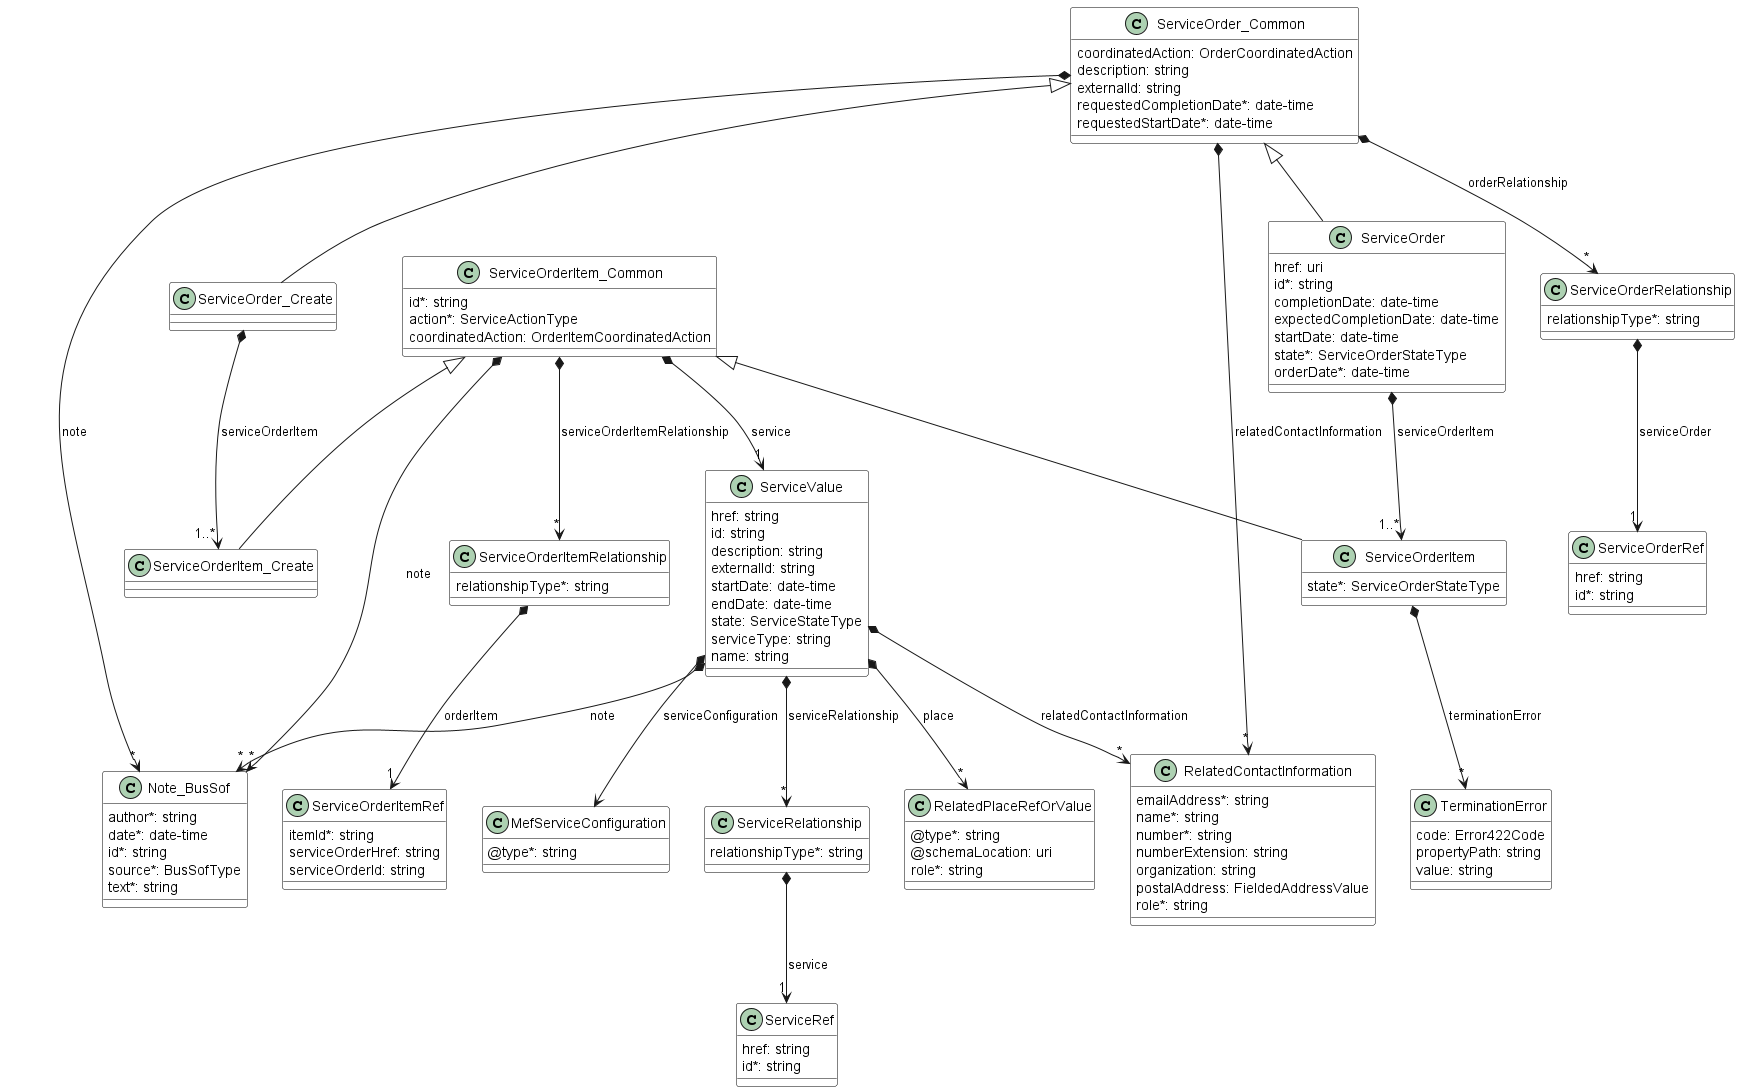 C ServiceOrder_Common
coordinatedAction: OrderCoordinatedAction
description: string
externalId: string
requestedCompletionDate*: date-time
requestedStartDate*: date-time
orderRelationship
*
C ServiceOrder
href: uri
id*: string
completionDate: date-time
expectedCompletionDate: date-time
startDate: date-time
state*: ServiceOrderStateType
orderDate*: date-time
C ServiceOrderItem_Common
id*: string
action*: ServiceActionType
coordinatedAction: OrderItemCoordinatedAction
C ServiceOrder_Create
C ServiceOrderRelationship
relationshipType*: string
note
serviceOrderItem
serviceOrderItemRelationship
service
relatedContactInformation
serviceOrderItem
serviceOrder
1
C ServiceValue
href: string
id: string
description: string
externalId: string
startDate: date-time
endDate: date-time
state: ServiceStateType
serviceType: string
name: string
1..*
*
1..*
1
C ServiceOrderItem_Create
C ServiceOrderItemRelationship
relationshipType*: string
C ServiceOrderItem
state*: ServiceOrderStateType
C ServiceOrderRef
href: string
id*: string
note
orderItem
note
serviceConfiguration
serviceRelationship
place
relatedContactInformation
terminationError
*
*
*
1
*
*
*
*
*
C Note_BusSof
author*: string
date*: date-time
id*: string
source*: BusSofType
text*: string
C ServiceOrderItemRef
itemId*: string
serviceOrderHref: string
serviceOrderId: string
C MefServiceConfiguration
@type*: string
C ServiceRelationship
relationshipType*: string
C RelatedPlaceRefOrValue
@type*: string
@schemaLocation: uri
role*: string
C RelatedContactInformation
emailAddress*: string
name*: string
number*: string
numberExtension: string
organization: string
postalAddress: FieldedAddressValue
role*: string
C TerminationError
code: Error422Code
propertyPath: string
value: string
service
1
C ServiceRef
href: string
id*: string